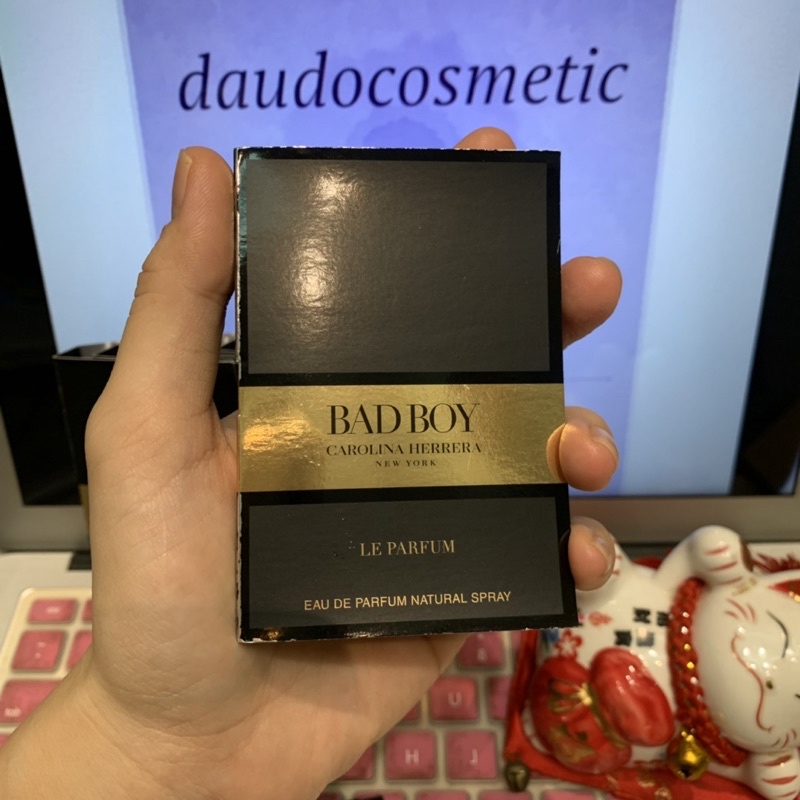 daudocosmetic
BAD BOY
CAROLINA HERRERA
NEW YORK
LE PARFUM
EAU DE PARFUM NATURAL SPRAY
U
H
J